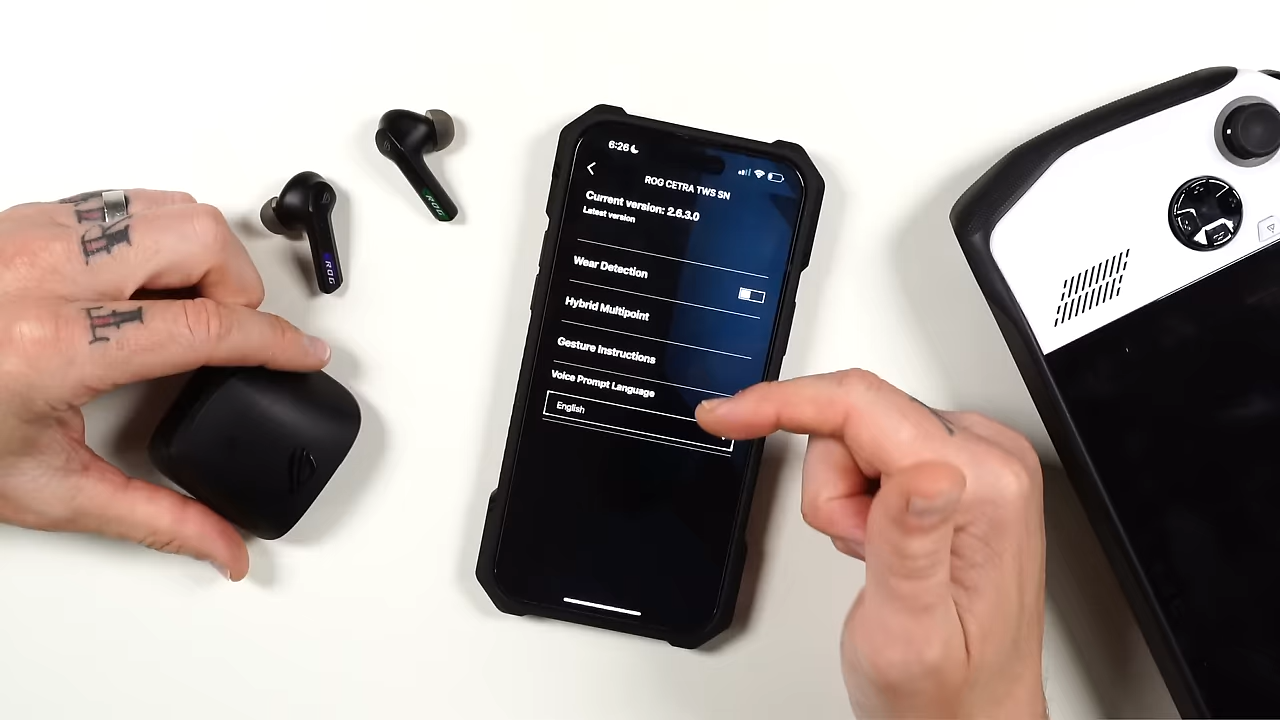 6:26
ROG CETRA TWS SN
Current version: 2.6.3.0
Latest version
Wear Detection
Hybrid Multipoint
Gesture Instructions
Voice Prompt Language
English
ROG
ROG